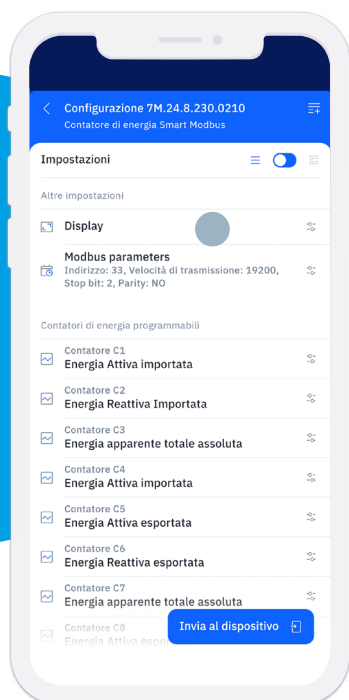 Configurazione 7M.24.8.230.0210
Contatore di energia Smart Modbus
Impostazioni
Altre impostazioni
Display
Modbus parameters
Indirizzo: 33, Velocità di trasmissione: 19200,
Stop bit: 2, Parity: NO
Contatori di energia programmabili
Contatore C1
Energia Attiva importata
Contatore C2
Energia Reattiva Importata
Contatore C3
Energia apparente totale assoluta
Contatore C4
Energia Attiva importata
Contatore C5
Energia Attiva esportata
Contatore C6
Energia Reattiva esportata
Contatore C7
Energia apparente totale assoluta
Invia al dispositivo
Contatore C8
Energia Attiva espo